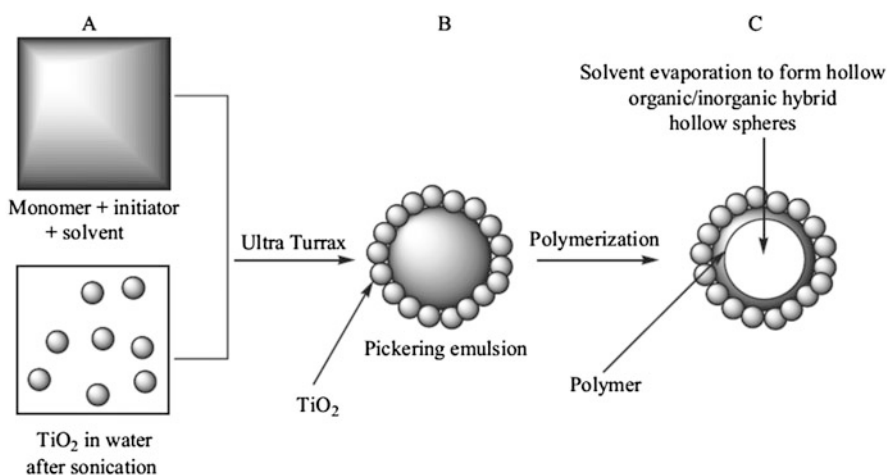 A
B
C
Monomer + initiator
+ solvent
TiO2 in water
after sonication
Ultra Turrax
Pickering emulsion
TiO2
Polymerization
Solvent evaporation to form hollow
organic/inorganic hybrid
hollow spheres
Polymer